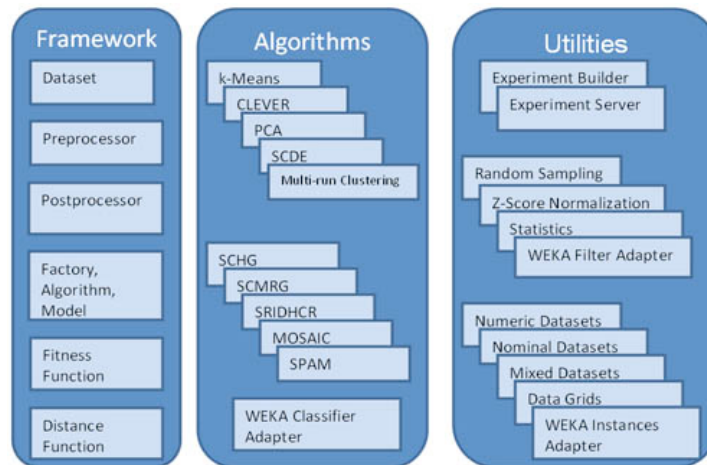 Framework
Dataset
Preprocessor
Postprocessor
Factory,
Algorithm,
Model
Fitness
Function
Distance
Function
Algorithms
k-Means
CLEVER
PCA
SCDE
Multi-run Clustering
SCHG
SCMRG
SRIDHCR
MOSAIC
SPAM
WEKA Classifier
Adapter
Utilities
Experiment Builder
Experiment Server
Random Sampling
Z-Score Normalization
Statistics
WEKA Filter Adapter
Numeric Datasets
Nominal Datasets
Mixed Datasets
Data Grids
WEKA Instances
Adapter